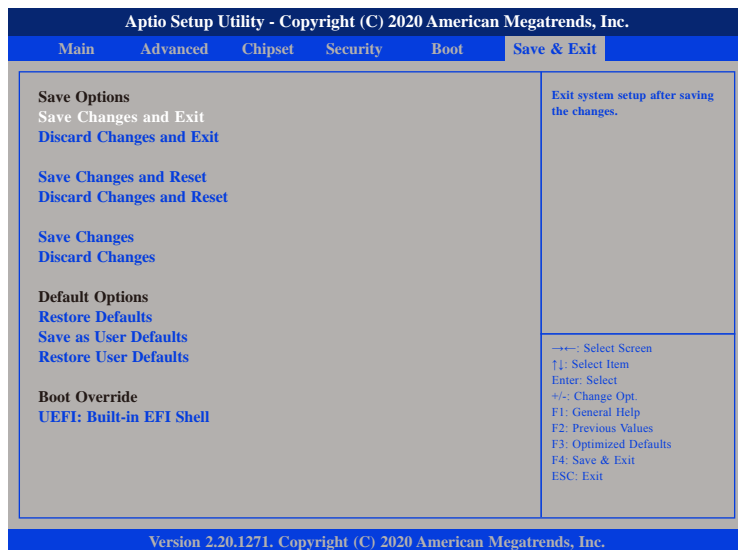 Aptio Setup Utility - Copyright (C) 2020 American Megatrends, Inc.
Main Advanced Chipset Security Boot Save & Exit
Save Options
Save Changes and Exit
Discard Changes and Exit
Save Changes and Reset
Discard Changes and Reset
Save Changes
Discard Changes
Default Options
Restore Defaults
Save as User Defaults
Restore User Defaults
Boot Override
UEFI: Built-in EFI Shell
Exit system setup after saving
the changes.
→←: Select Screen
↑↓: Select Item
Enter: Select
+/-: Change Opt.
F1: General Help
F2: Previous Values
F3: Optimized Defaults
F4: Save & Exit
ESC: Exit
Version 2.20.1271. Copyright (C) 2020 American Megatrends, Inc.